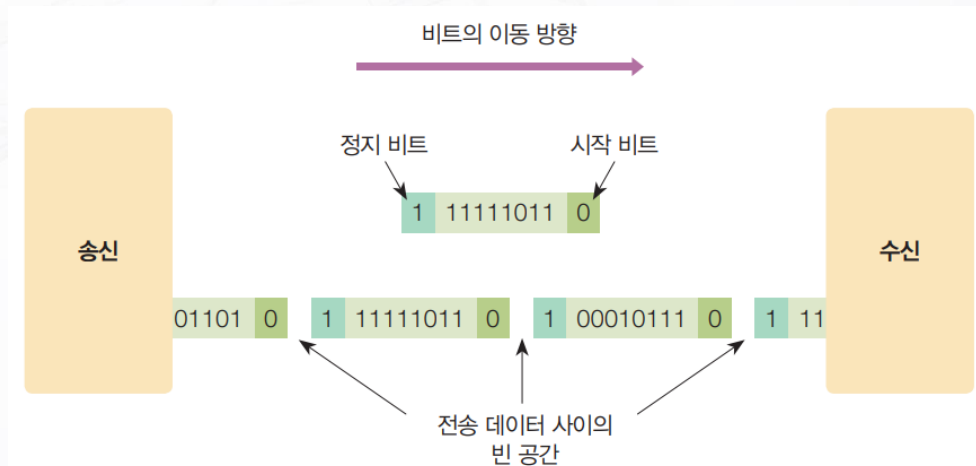 비트의 이동 방향
정지 비트
시작 비트
1 11111011 0
송신
수신
01101 0 1 11111011 0 1 00010111 0 1 11
전송 데이터 사이의
빈 공간